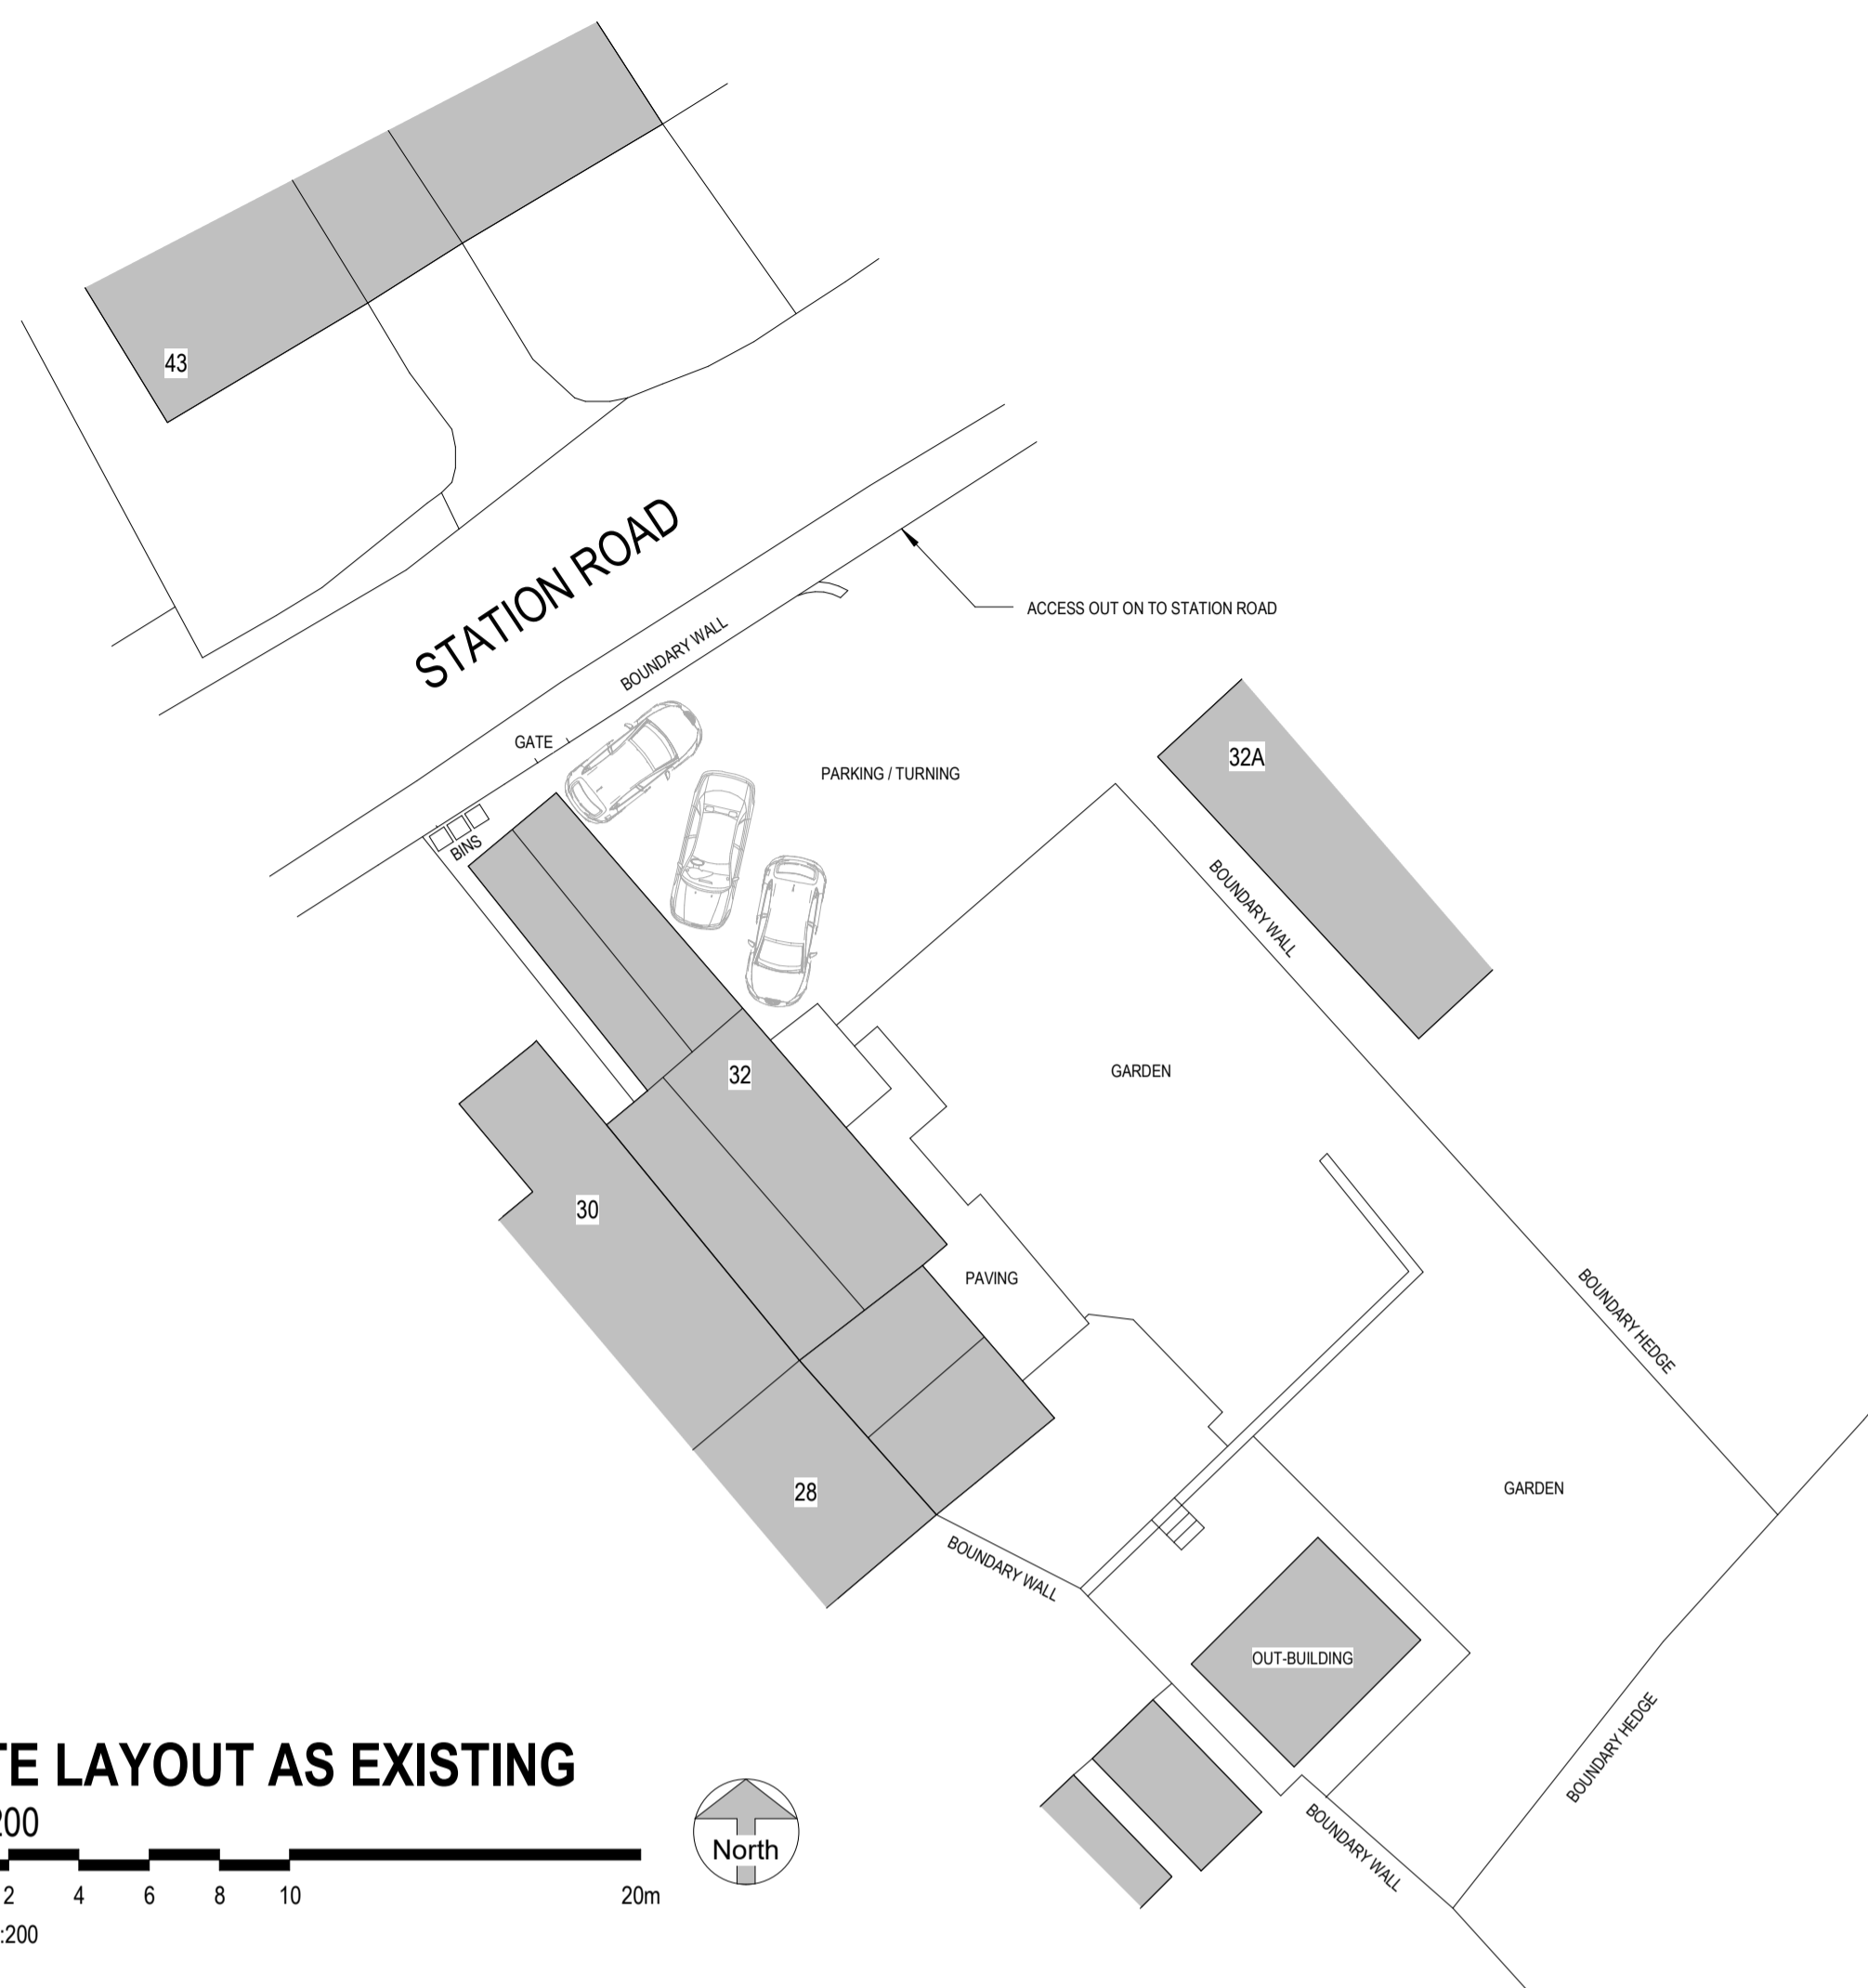 43
STATION ROAD
BOUNDARY WALL
ACCESS OUT ON TO STATION ROAD
GATE
PARKING / TURNING
32A
BINS
BOUNDARY WALL
32
GARDEN
30
PAVING
BOUNDARY HEDGE
28
GARDEN
BOUNDARY WALL
OUT-BUILDING
BOUNDARY HEDGE
BOUNDARY WALL
TE LAYOUT AS EXISTING
200
North
2 4 6 8 10 20m
:200